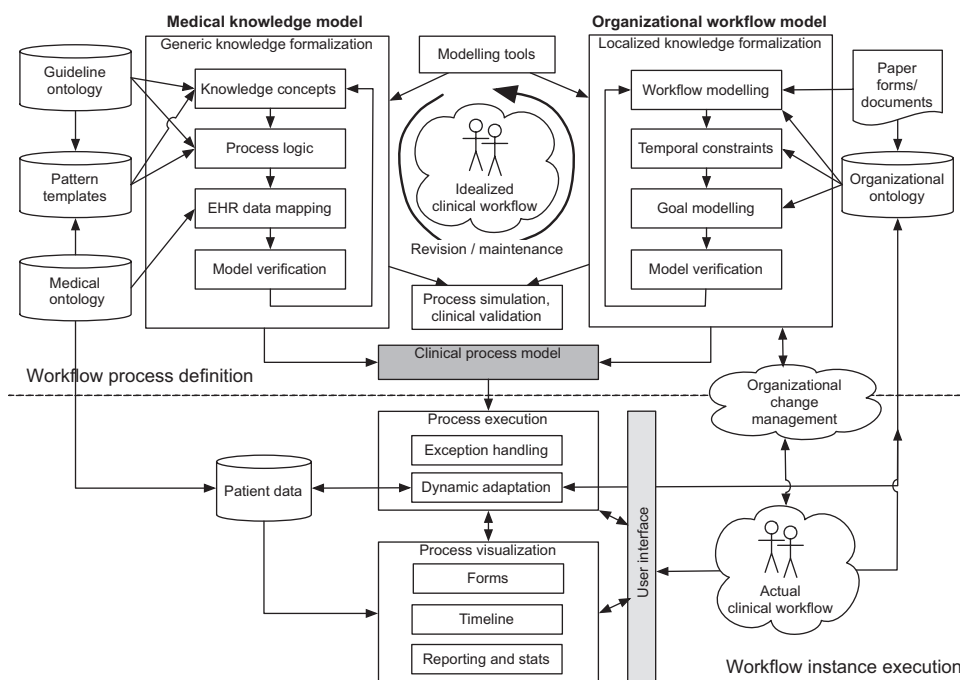 Medical knowledge model
Organizational workflow model
Generic knowledge formalization
Localized knowledge formalization
Modelling tools
Guideline
ontology
Knowledge concepts
Workflow modelling
Paper
forms/
documents
Process logic
Temporal constraints
Pattern
templates
Idealized
clinical workflow
Organizational
ontology
EHR data mapping
Goal modelling
Revision / maintenance
Medical
ontology
Model verification
Model verification
Process simulation,
clinical validation
Clinical process model
Workflow process definition
Organizational
change
management
Process execution
Exception handling
Patient data
Dynamic adaptation
User interface
Process visualization
Forms
Actual
clinical workflow
Timeline
Reporting and stats
Workflow instance execution